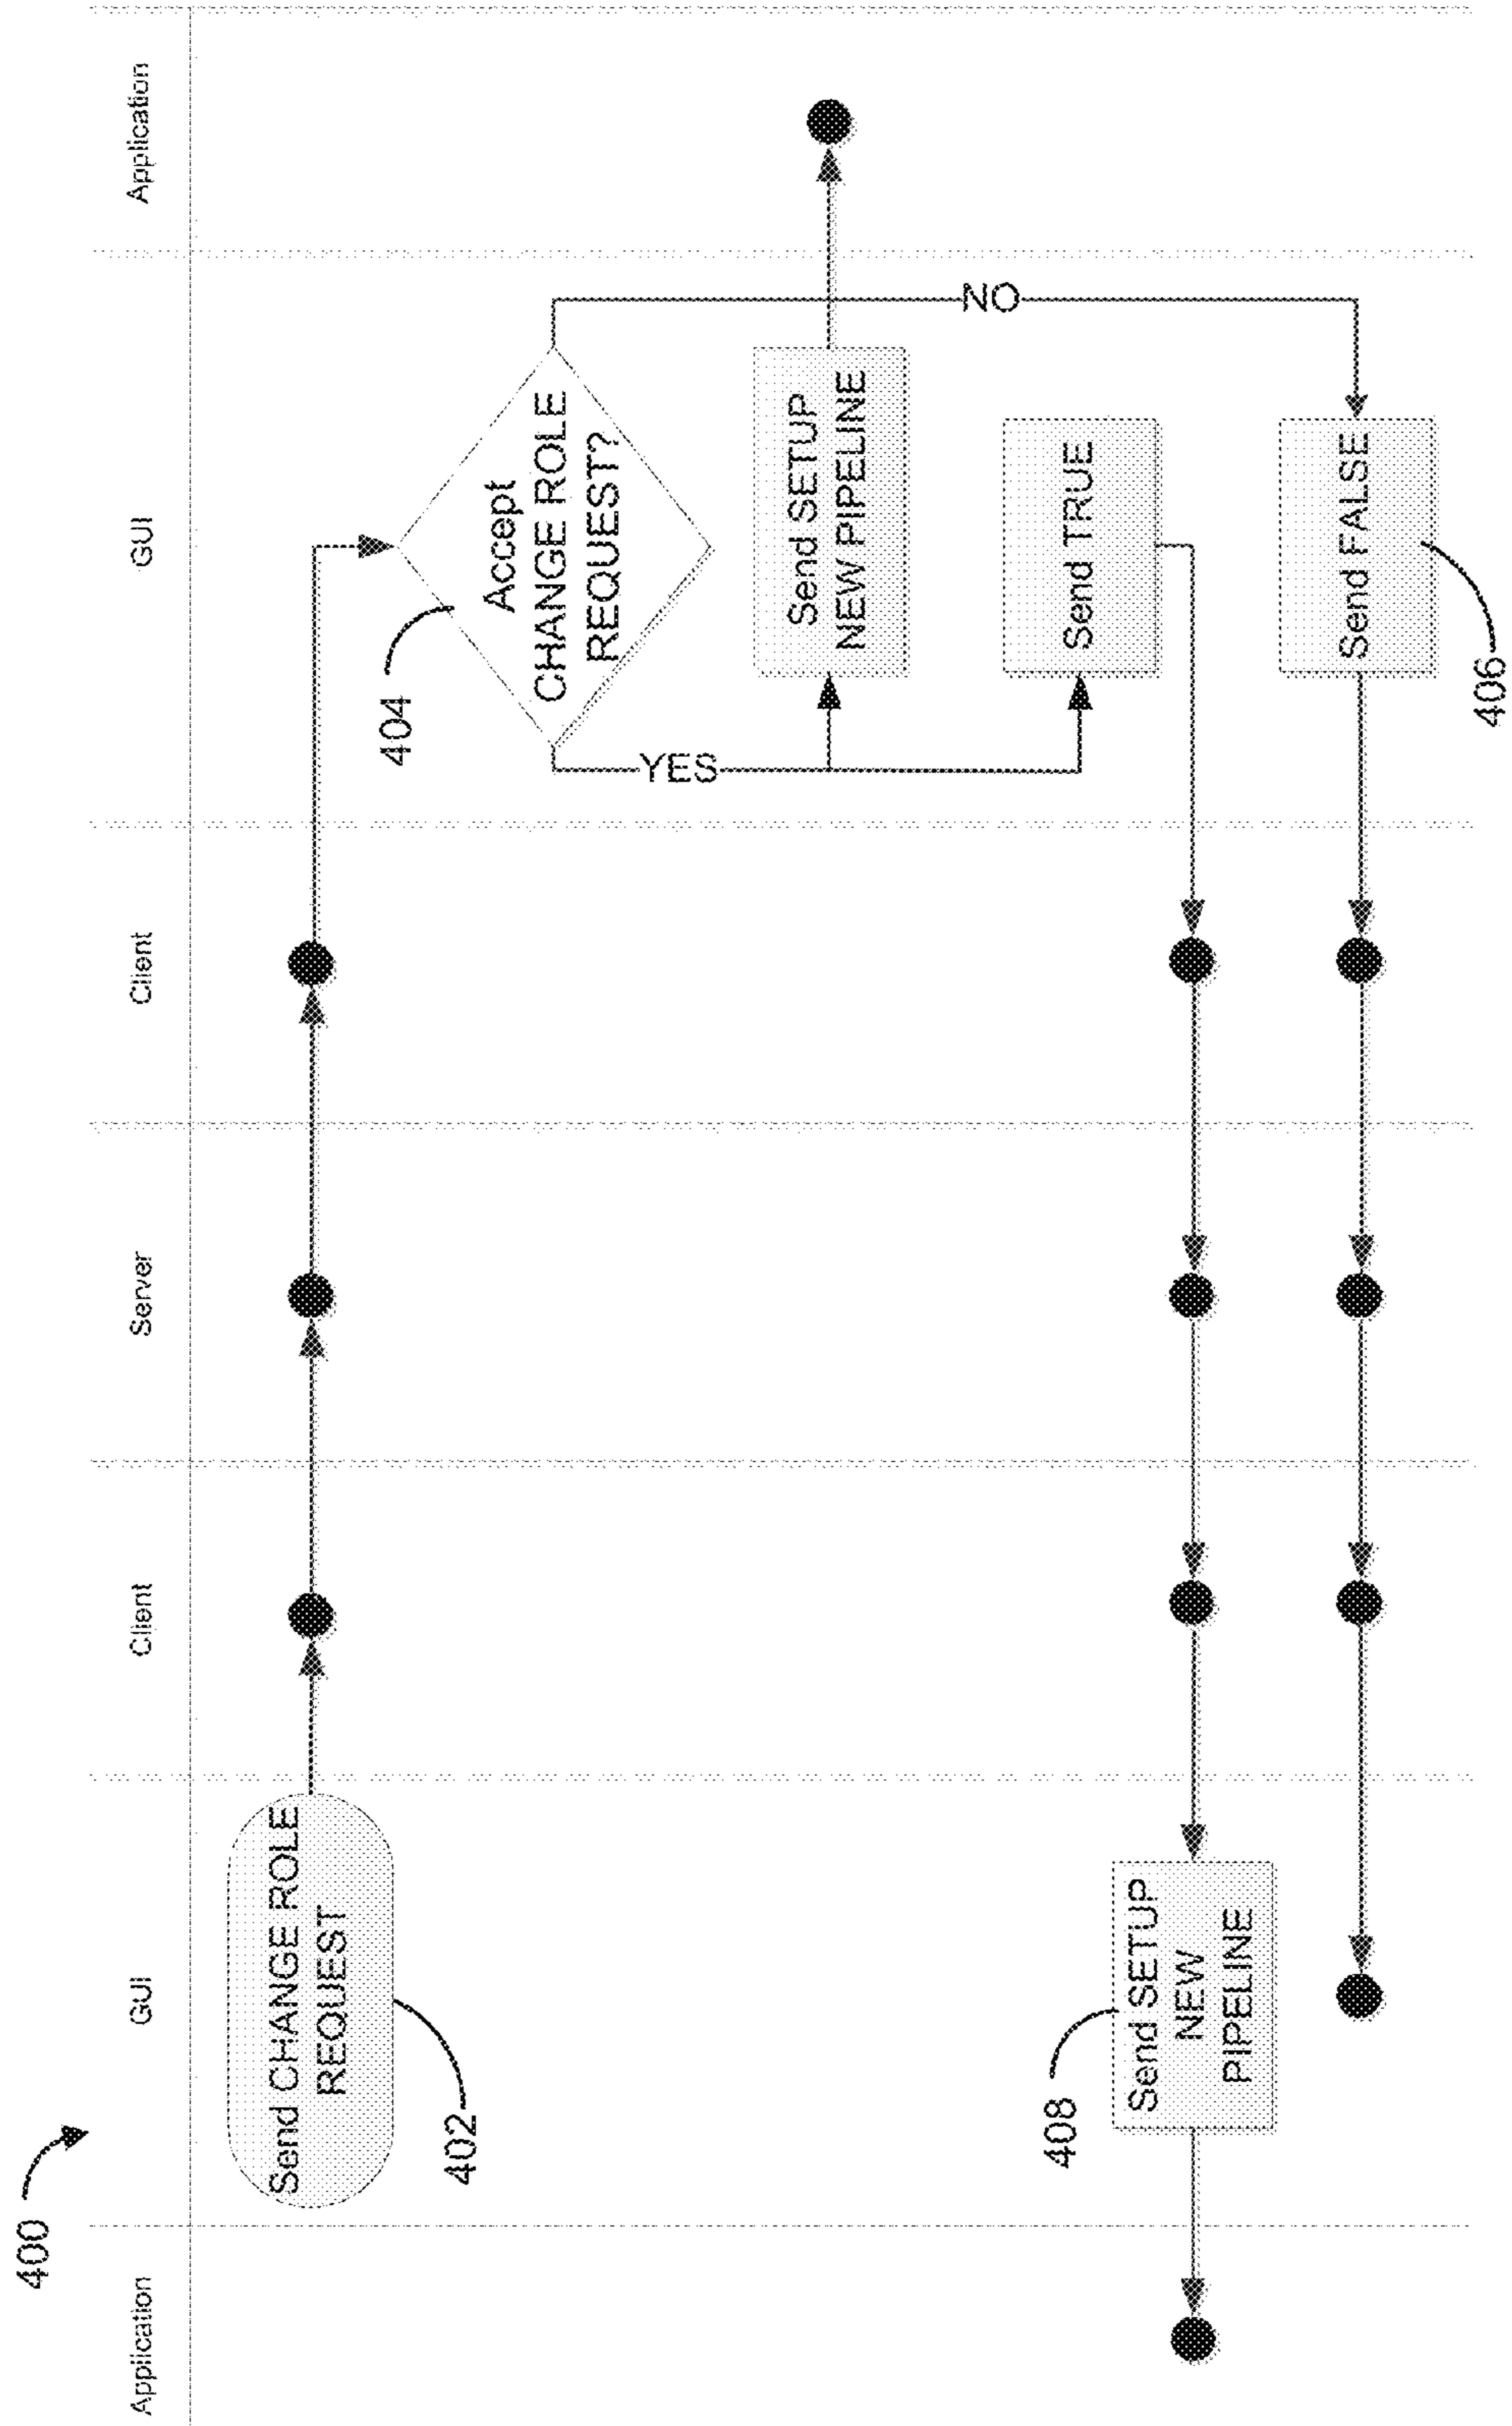 400
Application
GUI
Client
Server
Client
GUI
Application
Send CHANGE ROLE
REQUEST
402
404
Accept
CHANGE ROLE
REQUEST?
YES
NO
Send SETUP
NEW PIPELINE
Send TRUE
408
Send SETUP
NEW
PIPELINE
Send FALSE
406